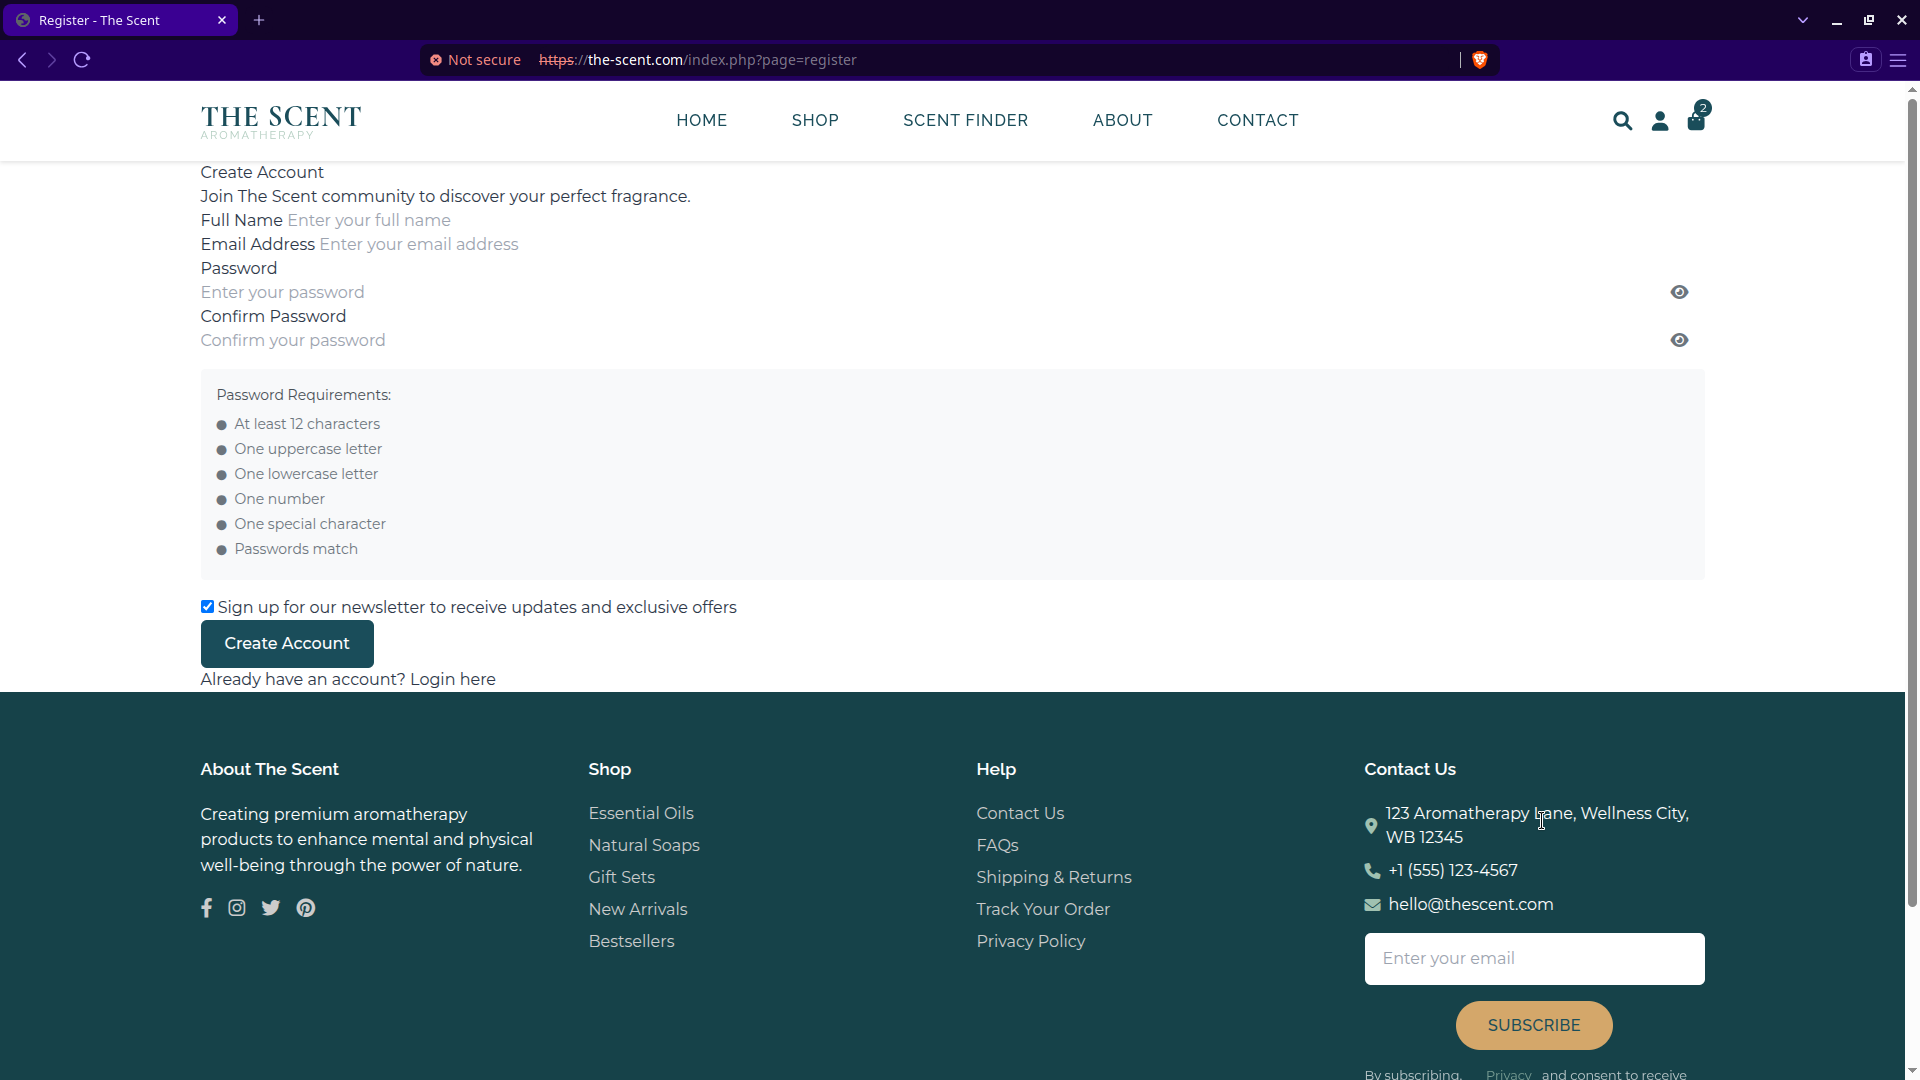 Register - The Scent
Not secure https://the-scent.com/index.php?page=register
THE SCENT
AROMATHERAPY
HOME SHOP SCENT FINDER ABOUT CONTACT
2
Create Account
Join The Scent community to discover your perfect fragrance.
Full Name Enter your full name
Email Address Enter your email address
Password
Enter your password
Confirm Password
Confirm your password
Password Requirements:
At least 12 characters
One uppercase letter
One lowercase letter
One number
One special character
Passwords match
Sign up for our newsletter to receive updates and exclusive offers
Create Account
Already have an account? Login here
About The Scent
Creating premium aromatherapy
products to enhance mental and physical
well-being through the power of nature.
Shop
Essential Oils
Natural Soaps
Gift Sets
New Arrivals
Bestsellers
Help
Contact Us
FAQs
Shipping & Returns
Track Your Order
Privacy Policy
Contact Us
123 Aromatherapy Lane, Wellness City,
WB 12345
+1 (555) 123-4567
hello@thescent.com
Enter your email
SUBSCRIBE
By subscribing, Privacy and consent to receive